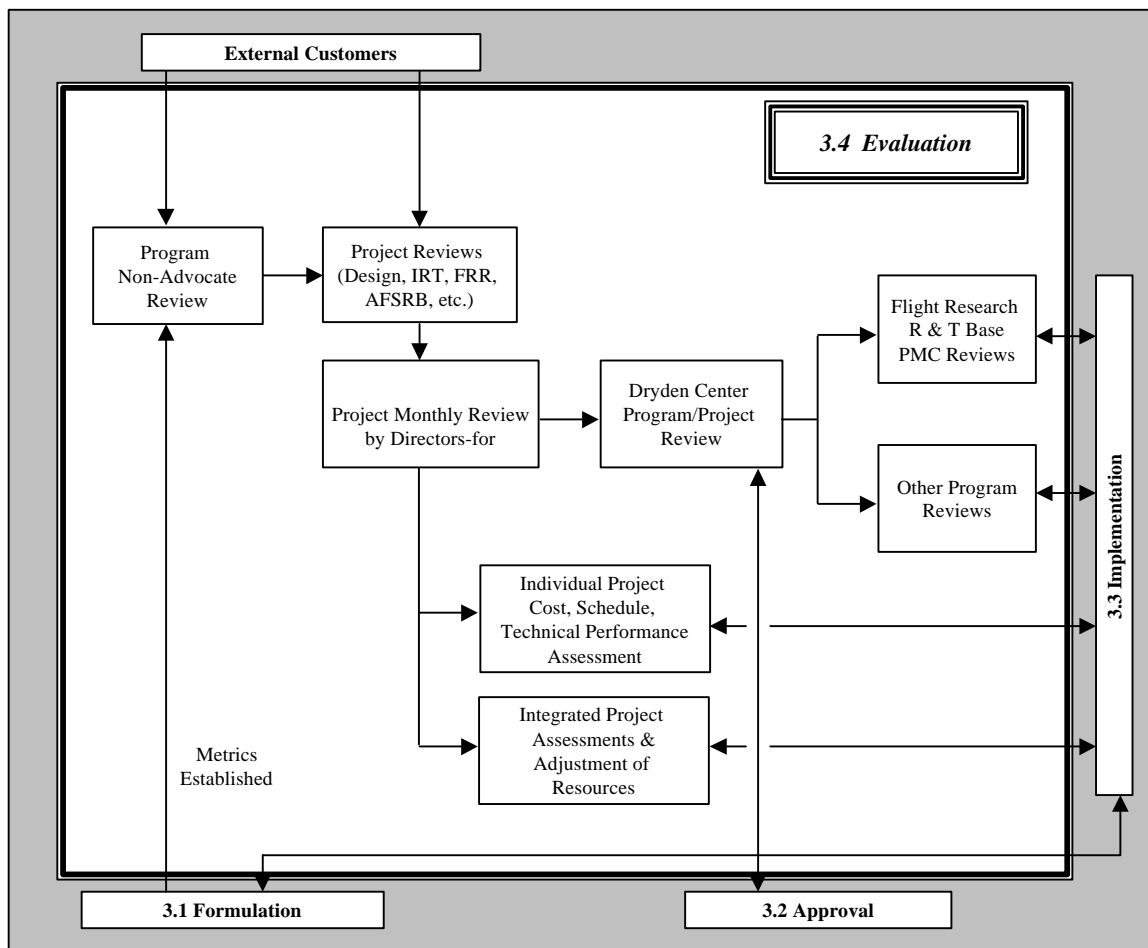 External Customers
3.4 Evaluation
Program
Non-Advocate
Review
Project Reviews
(Design, IRT, FRR,
AFSRB, etc.)
Flight Research
R & T Base
PMC Reviews
Project Monthly Review
by Directors-for
Dryden Center
Program/Project
Review
Other Program
Reviews
3.3 Implementation
Individual Project
Cost, Schedule,
Technical Performance
Assessment
Integrated Project
Assessments &
Adjustment of
Resources
Metrics
Established
3.1 Formulation
3.2 Approval